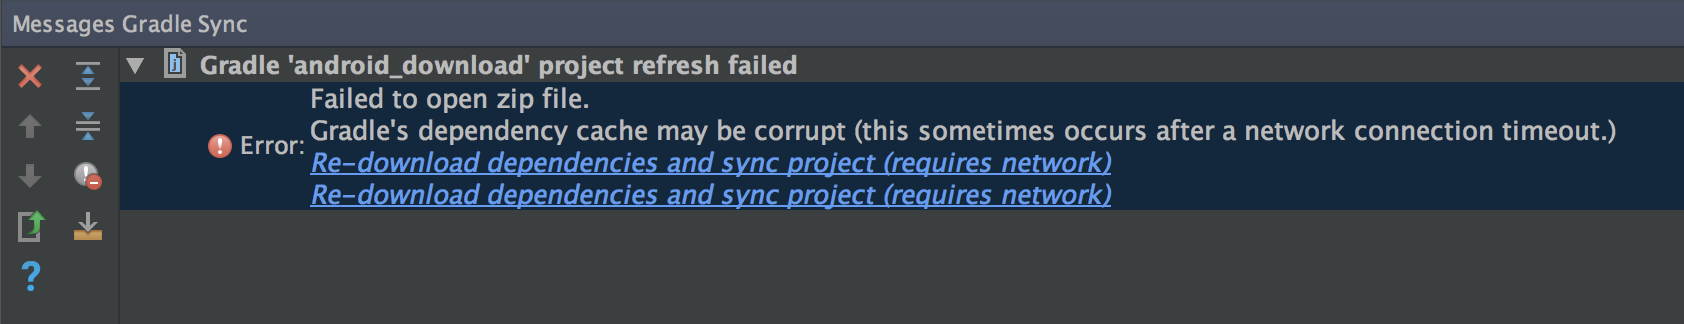 Messages Gradle Sync
Gradle 'android_download' project refresh failed
Failed to open zip file.
Gradle's dependency cache may be corrupt (this sometimes occurs after a network connection timeout.)
Error:
Re-download dependencies and sync project (requires network)
Re-download dependencies and sync project (requires network)